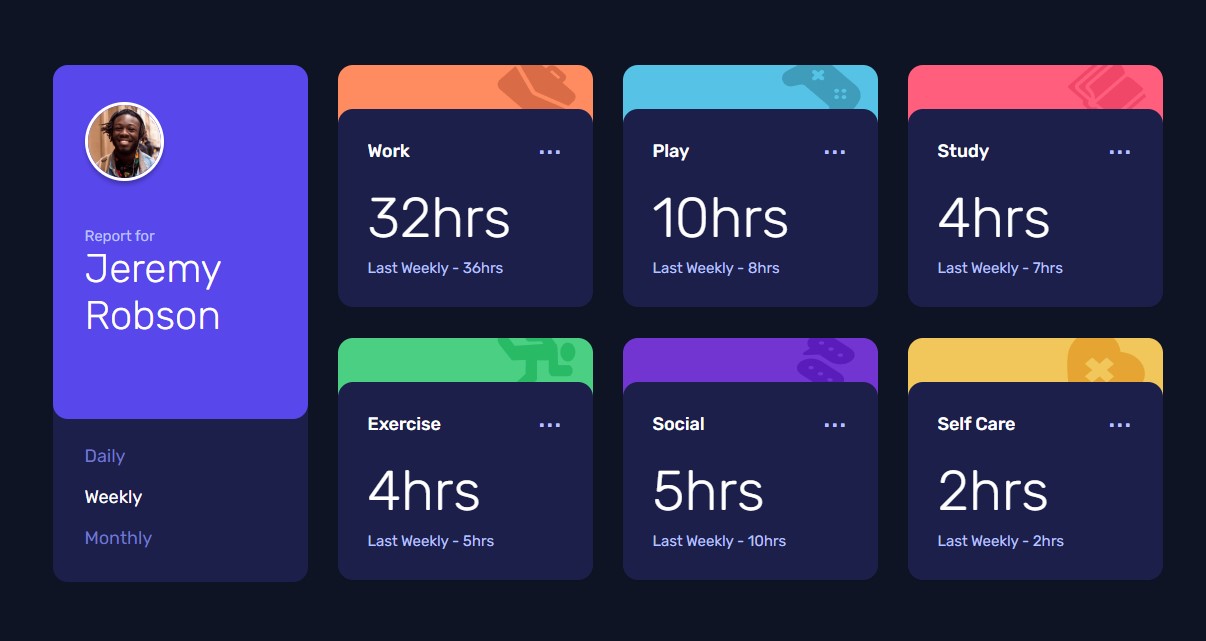 Report for
Jeremy
Robson
Daily
Weekly
Monthly
Work
32hrs
Last Weekly - 36hrs
Play
10hrs
Last Weekly - 8hrs
Study
4hrs
Last Weekly - 7hrs
Exercise
4hrs
Last Weekly - 5hrs
Social
5hrs
Last Weekly - 10hrs
Self Care
2hrs
Last Weekly - 2hrs